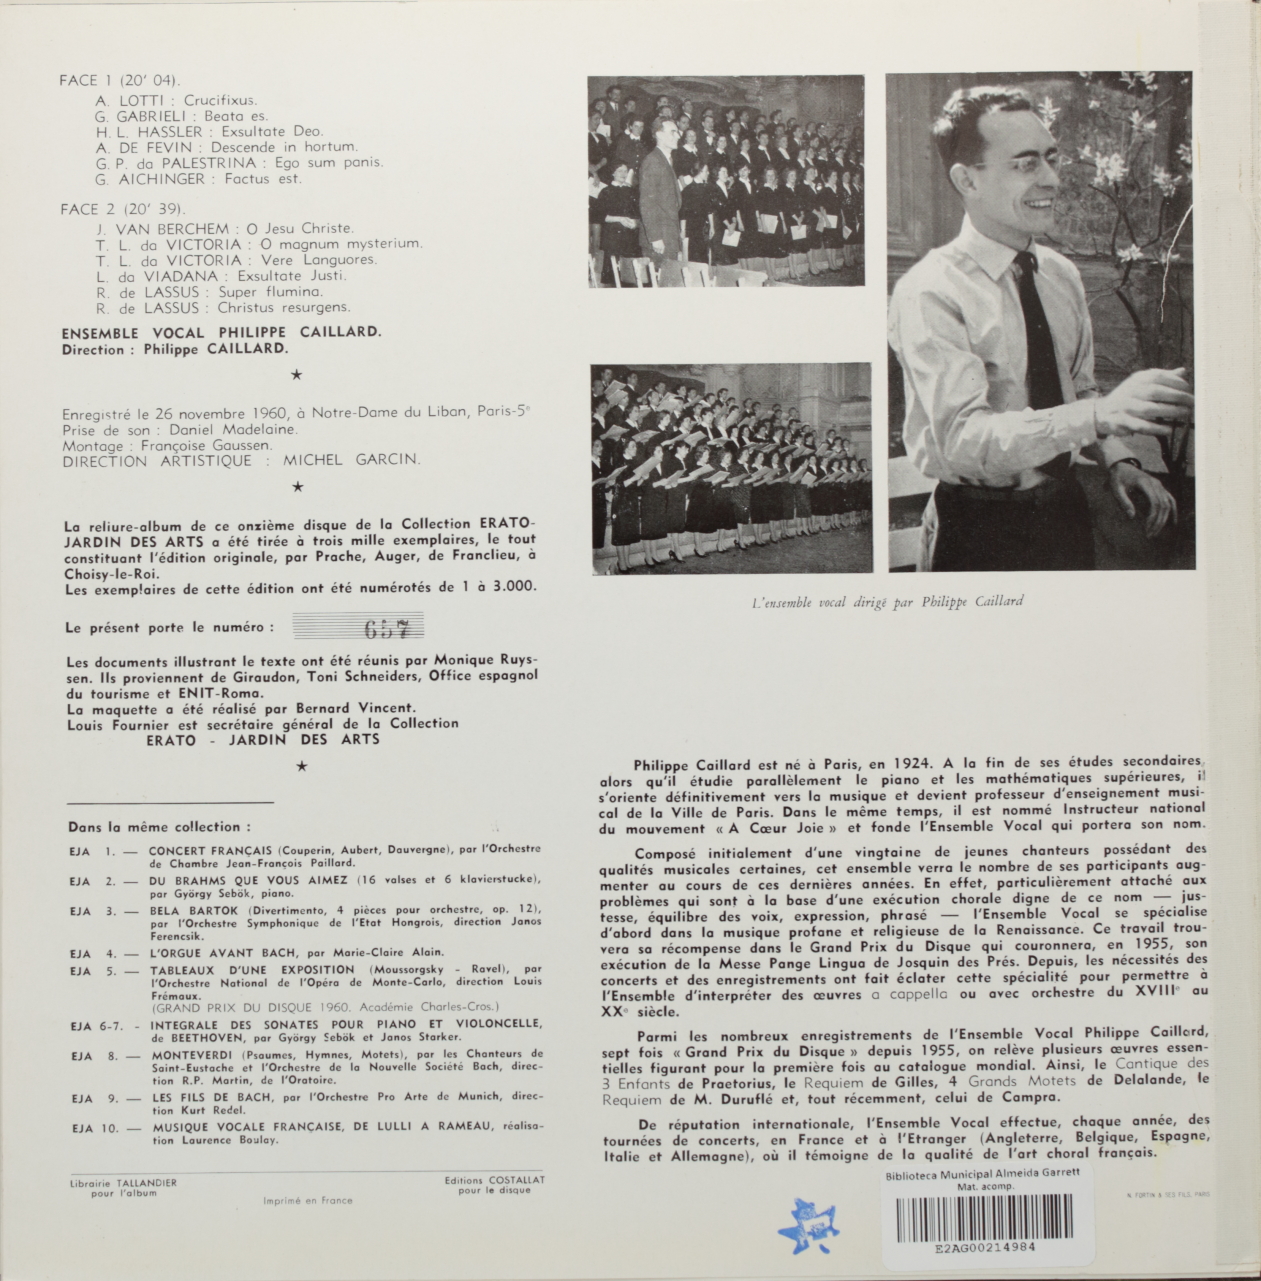 FACE 1 (20' 04).
A. LOTTI : Crucifixus.
G. GABRIELI : Beata es.
H. L. HASSLER : Exsultate Deo.
A. DE FEVIN : Descende in hortum.
G. P. da PALESTRINA : Ego sum panis.
G. AICHINGER : Factus est.
FACE 2 (20' 39).
J. VAN BERCHEM : O Jesu Christe.
T. L. da VICTORIA : O magnum mysterium.
T. L. da VICTORIA : Vere Languores.
L. da VIADANA : Exsultate Justi.
R. de LASSUS : Super flumina.
R. de LASSUS : Christus resurgens.
ENSEMBLE VOCAL PHILIPPE CAILLARD.
Direction : Philippe CAILLARD.
★
Enregistré le 26 novembre 1960, à Notre-Dame du Liban, Paris-5e
Prise de son : Daniel Madelaine.
Montage : Françoise Gaussen.
DIRECTION ARTISTIQUE : MICHEL GARCIN.
★
La reliure-album de ce onzième disque de la Collection ERATO-
JARDIN DES ARTS a été tirée à trois mille exemplaires, le tout
constituant l'édition originale, par Prache, Auger, de Franclieu, à
Choisy-le-Roi.
Les exemplaires de cette édition ont été numérotés de 1 à 3.000.
Le présent porte le numéro : 657
Les documents illustrant le texte ont été réunis par Monique Ruys-
sen. Ils proviennent de Giraudon, Toni Schneiders, Office espagnol
du tourisme et ENIT-Roma.
La maquette a été réalisé par Bernard Vincent.
Louis Fournier est secrétaire général de la Collection
ERATO - JARDIN DES ARTS
★
Dans la même collection :
EJA 1. — CONCERT FRANÇAIS (Couperin, Aubert, Dauvergne), par l'Orchestre
de Chambre Jean-François Paillard.
EJA 2. — DU BRAHMS QUE VOUS AIMEZ (16 valses et 6 klavierstucke),
par György Sebök, piano.
EJA 3. — BELA BARTOK (Divertimento, 4 pièces pour orchestre, op. 12),
par l'Orchestre Symphonique de l'Etat Hongrois, direction Janos
Ferencsik.
EJA 4. — L'ORGUE AVANT BACH, par Marie-Claire Alain.
EJA 5. — TABLEAUX D'UNE EXPOSITION (Moussorgsky - Ravel), par
l'Orchestre National de l'Opéra de Monte-Carlo, direction Louis
Frémaux.
(GRAND PRIX DU DISQUE 1960. Académie Charles-Cros.)
EJA 6-7. - INTEGRALE DES SONATES POUR PIANO ET VIOLONCELLE,
de BEETHOVEN, par György Sebök et Janos Starker.
EJA 8. — MONTEVERDI (Psaumes, Hymnes, Motets), par les Chanteurs de
Saint-Eustache et l'Orchestre de la Nouvelle Société Bach, direc-
tion R.P. Martin, de l'Oratoire.
EJA 9. — LES FILS DE BACH, par l'Orchestre Pro Arte de Munich, direc-
tion Kurt Redel.
EJA 10. — MUSIQUE VOCALE FRANÇAISE, DE LULLI A RAMEAU, réalisa-
tion Laurence Boulay.
Librairie TALLANDIER
pour l'album
Imprimé en France
Editions COSTALLAT
pour le disque
L'ensemble vocal dirigé par Philippe Caillard
Philippe Caillard est né à Paris, en 1924. A la fin de ses études secondaires,
alors qu'il étudie parallèlement le piano et les mathématiques supérieures, il
s'oriente définitivement vers la musique et devient professeur d'enseignement musi-
cal de la Ville de Paris. Dans le même temps, il est nommé Instructeur national
du mouvement « A Cœur Joie » et fonde l'Ensemble Vocal qui portera son nom.
Composé initialement d'une vingtaine de jeunes chanteurs possédant des
qualités musicales certaines, cet ensemble verra le nombre de ses participants aug-
menter au cours de ces dernières années. En effet, particulièrement attaché aux
problèmes qui sont à la base d'une exécution chorale digne de ce nom — jus-
tesse, équilibre des voix, expression, phrasé — l'Ensemble Vocal se spécialise
d'abord dans la musique profane et religieuse de la Renaissance. Ce travail trou-
vera sa récompense dans le Grand Prix du Disque qui couronnera, en 1955, son
exécution de la Messe Pange Lingua de Josquin des Prés. Depuis, les nécessités des
concerts et des enregistrements ont fait éclater cette spécialité pour permettre à
l'Ensemble d'interpréter des œuvres a cappella ou avec orchestre du XVIIIe au
XXe siècle.
Parmi les nombreux enregistrements de l'Ensemble Vocal Philippe Caillard,
sept fois « Grand Prix du Disque » depuis 1955, on relève plusieurs œuvres essen-
tielles figurant pour la première fois au catalogue mondial. Ainsi, le Cantique des
3 Enfants de Praetorius, le Requiem de Gilles, 4 Grands Motets de Delalande, le
Requiem de M. Duruflé et, tout récemment, celui de Campra.
De réputation internationale, l'Ensemble Vocal effectue, chaque année, des
tournées de concerts, en France et à l'Etranger (Angleterre, Belgique, Espagne,
Italie et Allemagne), où il témoigne de la qualité de l'art choral français.
Biblioteca Municipal Almeida Garrett
Mat. acomp.
E2AG00214984
N. FORTIN & SES FILS, PARIS